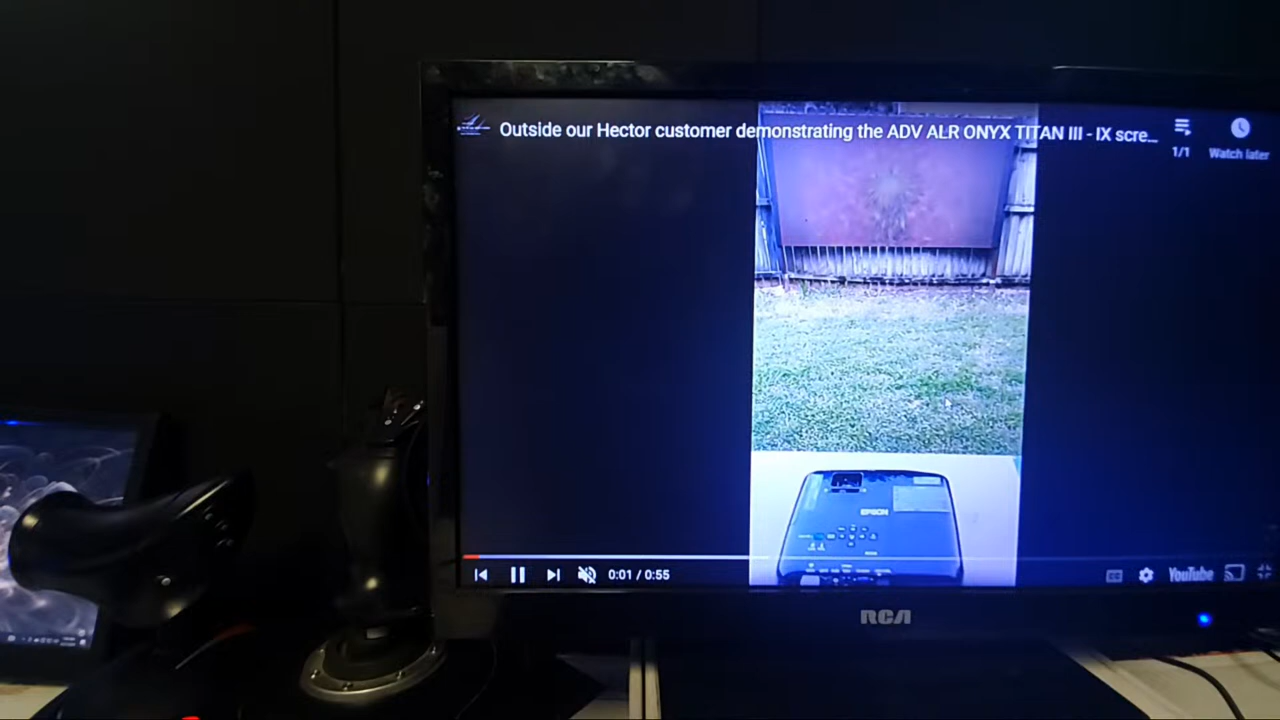 Outside our Hector customer demonstrating the ADV ALR ONYX TITAN III - IX scre...
1/1
Watch later
EPSON
0:01 / 0:55
CC
YouTube
RCA